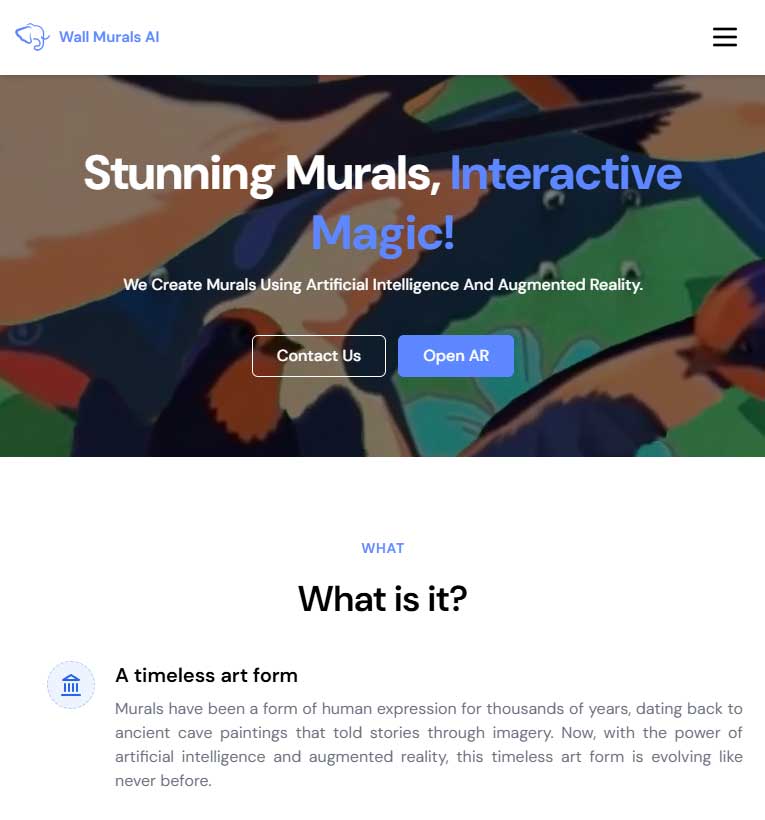 Wall Murals AI
Stunning Murals, Interactive
Magic!
We Create Murals Using Artificial Intelligence And Augmented Reality.
Contact Us
Open AR
WHAT
What is it?
A timeless art form
Murals have been a form of human expression for thousands of years, dating back to
ancient cave paintings that told stories through imagery. Now, with the power of
artificial intelligence and augmented reality, this timeless art form is evolving like
never before.